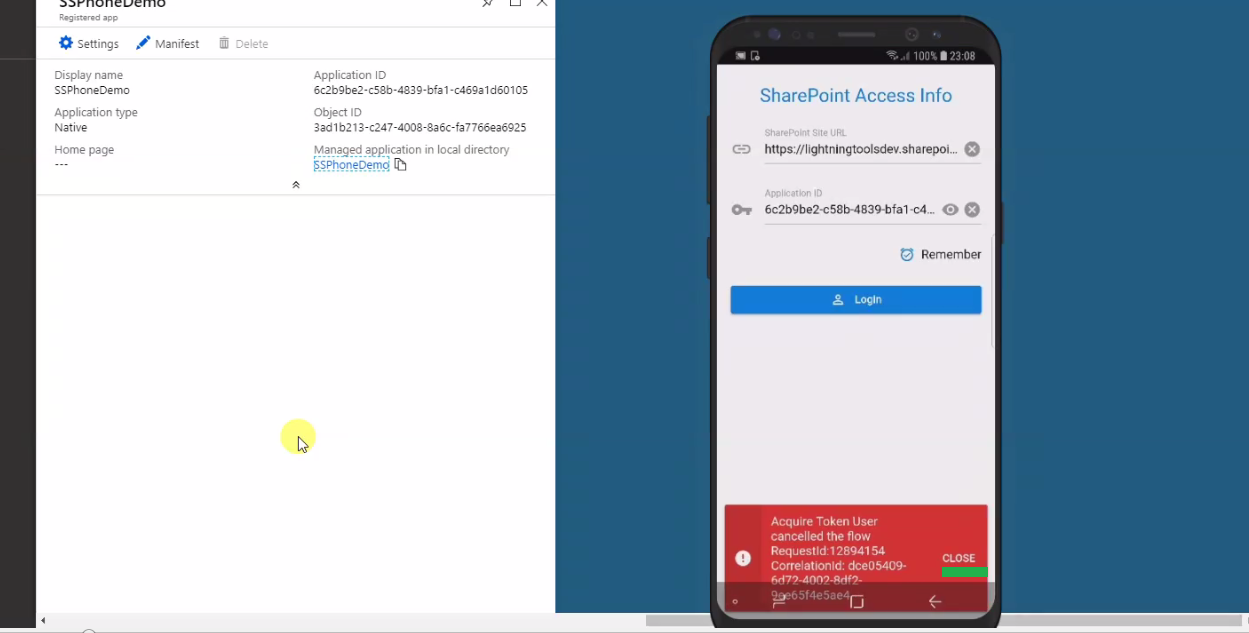 SSPhoneDemo
Registered app
Settings
Manifest
Delete
Display name
SSPhoneDemo
Application ID
6c2b9be2-c58b-4839-bfa1-c469a1d60105
Application type
Native
Object ID
3ad1b213-c247-4008-8a6c-fa7766ea6925
Home page
---
Managed application in local directory
SSPhoneDemo
100% 23:08
SharePoint Access Info
SharePoint Site URL
https://lightningtoolsdev.sharepoi...
Application ID
6c2b9be2-c58b-4839-bfa1-c4...
Remember
Login
Acquire Token User
cancelled the flow
RequestId:12894154
CorrelationId: dce05409-
6d72-4002-8df2-
9ee65f4e5ae4
CLOSE